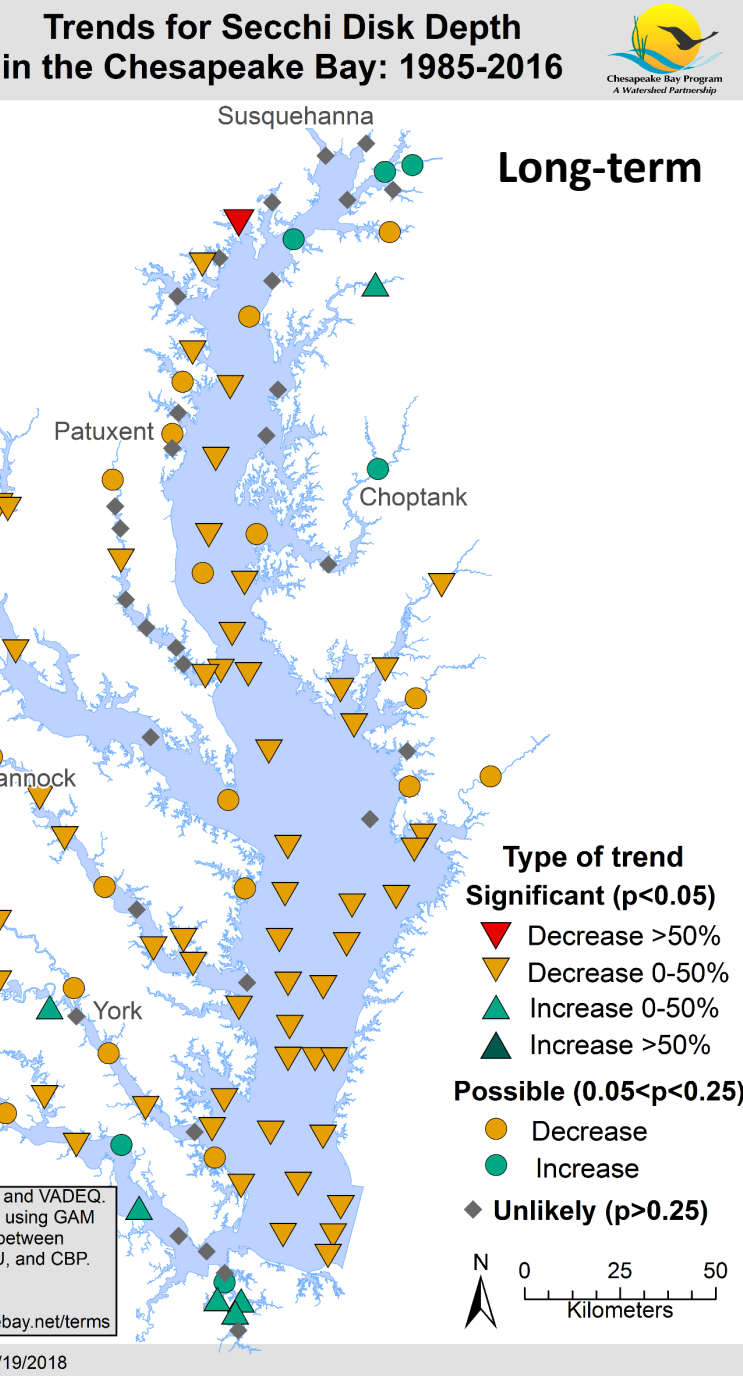 Trends for Secchi Disk Depth
in the Chesapeake Bay: 1985-2016
Chesapeake Bay Program
A Watershed Partnership
Susquehanna
Long-term
Patuxent
Choptank
annock
York
Type of trend
Significant (p<0.05)
Decrease >50%
Decrease 0-50%
Increase 0-50%
Increase >50%
Possible (0.05<p<0.25)
Decrease
Increase
Unlikely (p>0.25)
N
0 25 50
Kilometers
and VADEQ.
using GAM
between
J, and CBP.
ebay.net/terms
/19/2018